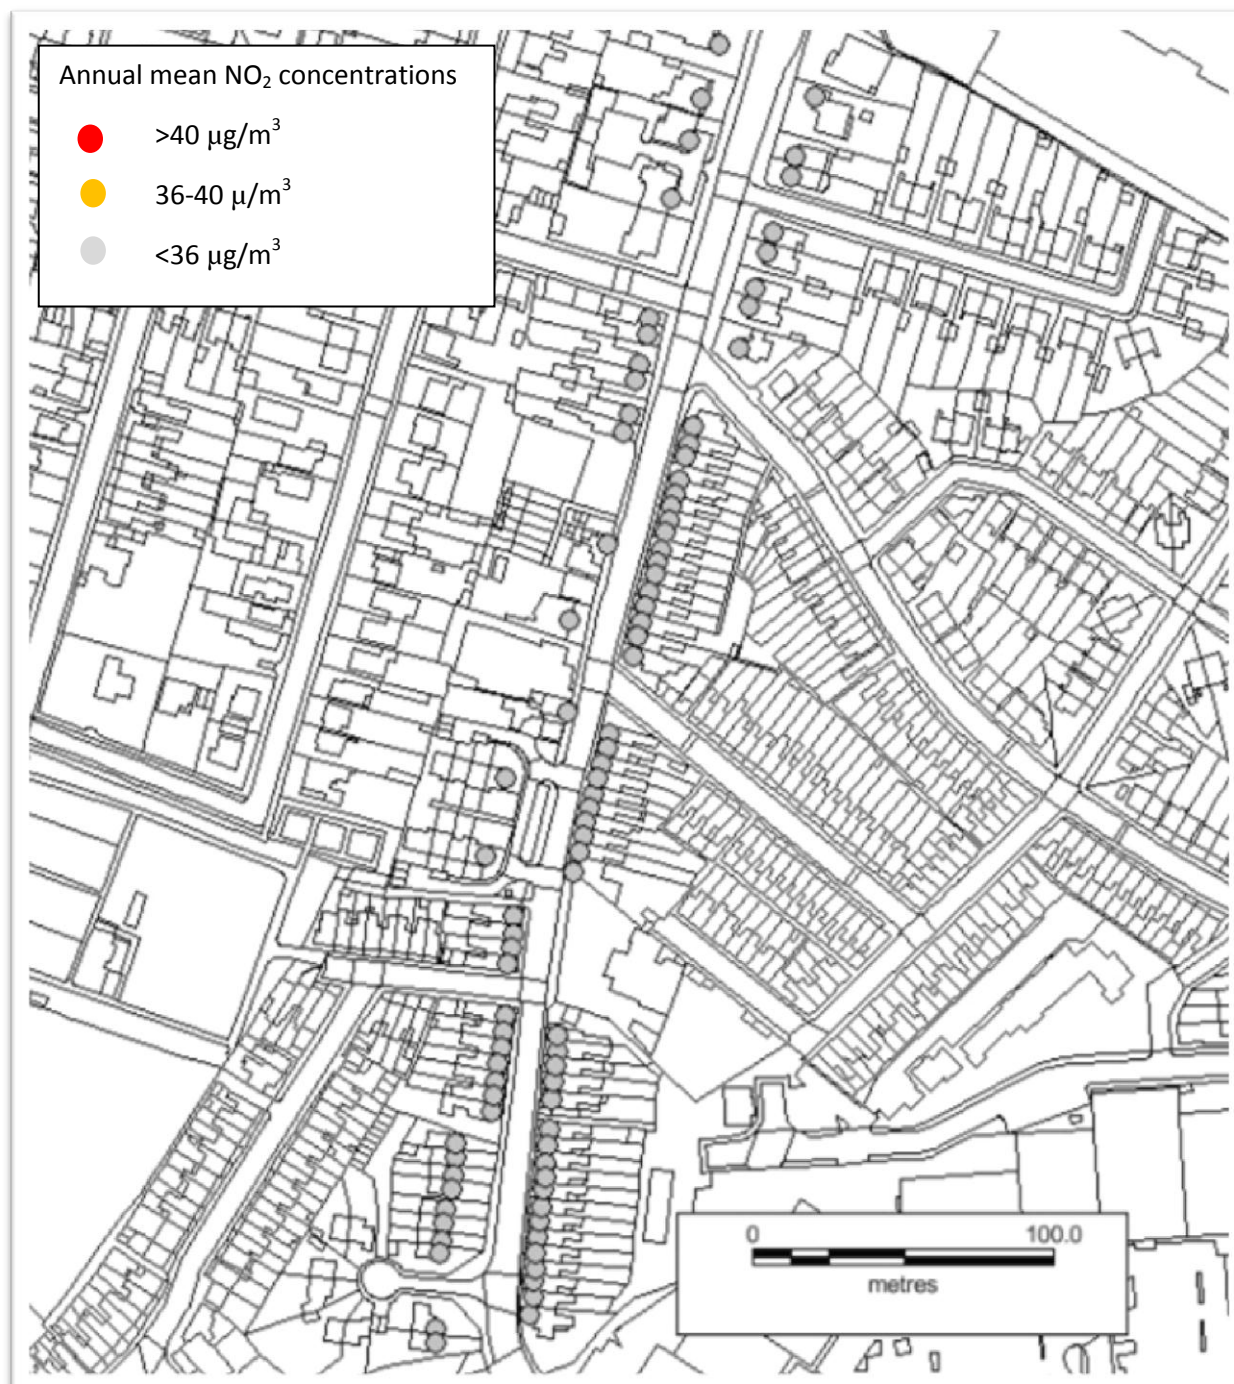 Annual mean NO₂ concentrations
>40 μg/m³
36-40 μ/m³
<36 μg/m³
0 100.0
metres